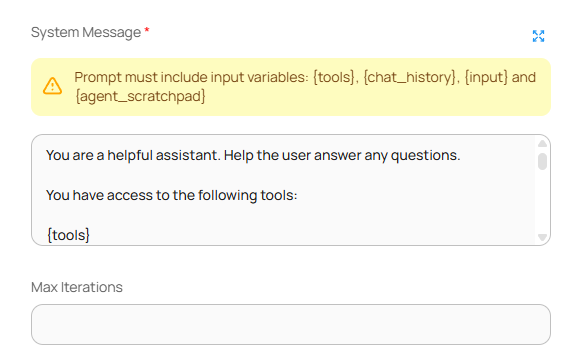 System Message *
Prompt must include input variables: {tools}, {chat_history}, {input} and
{agent_scratchpad}
You are a helpful assistant. Help the user answer any questions.
You have access to the following tools:
{tools}
Max Iterations